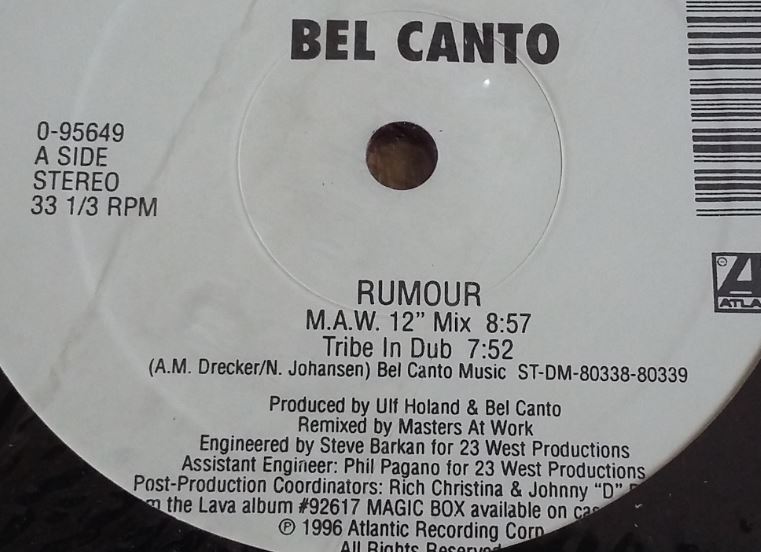 BEL CANTO
0-95649
A SIDE
STEREO
33 1/3 RPM
RUMOUR
M.A.W. 12” Mix 8:57
Tribe In Dub 7:52
(A.M. Drecker/N. Johansen) Bel Canto Music ST-DM-80338-80339
Produced by Ulf Holand & Bel Canto
Remixed by Masters At Work
Engineered by Steve Barkan for 23 West Productions
Assistant Engineer: Phil Pagano for 23 West Productions
Post-Production Coordinators: Rich Christina & Johnny “D”
the Lava album #92617 MAGIC BOX available on
℗ 1996 Atlantic Recording Corp
All Rights Reserved